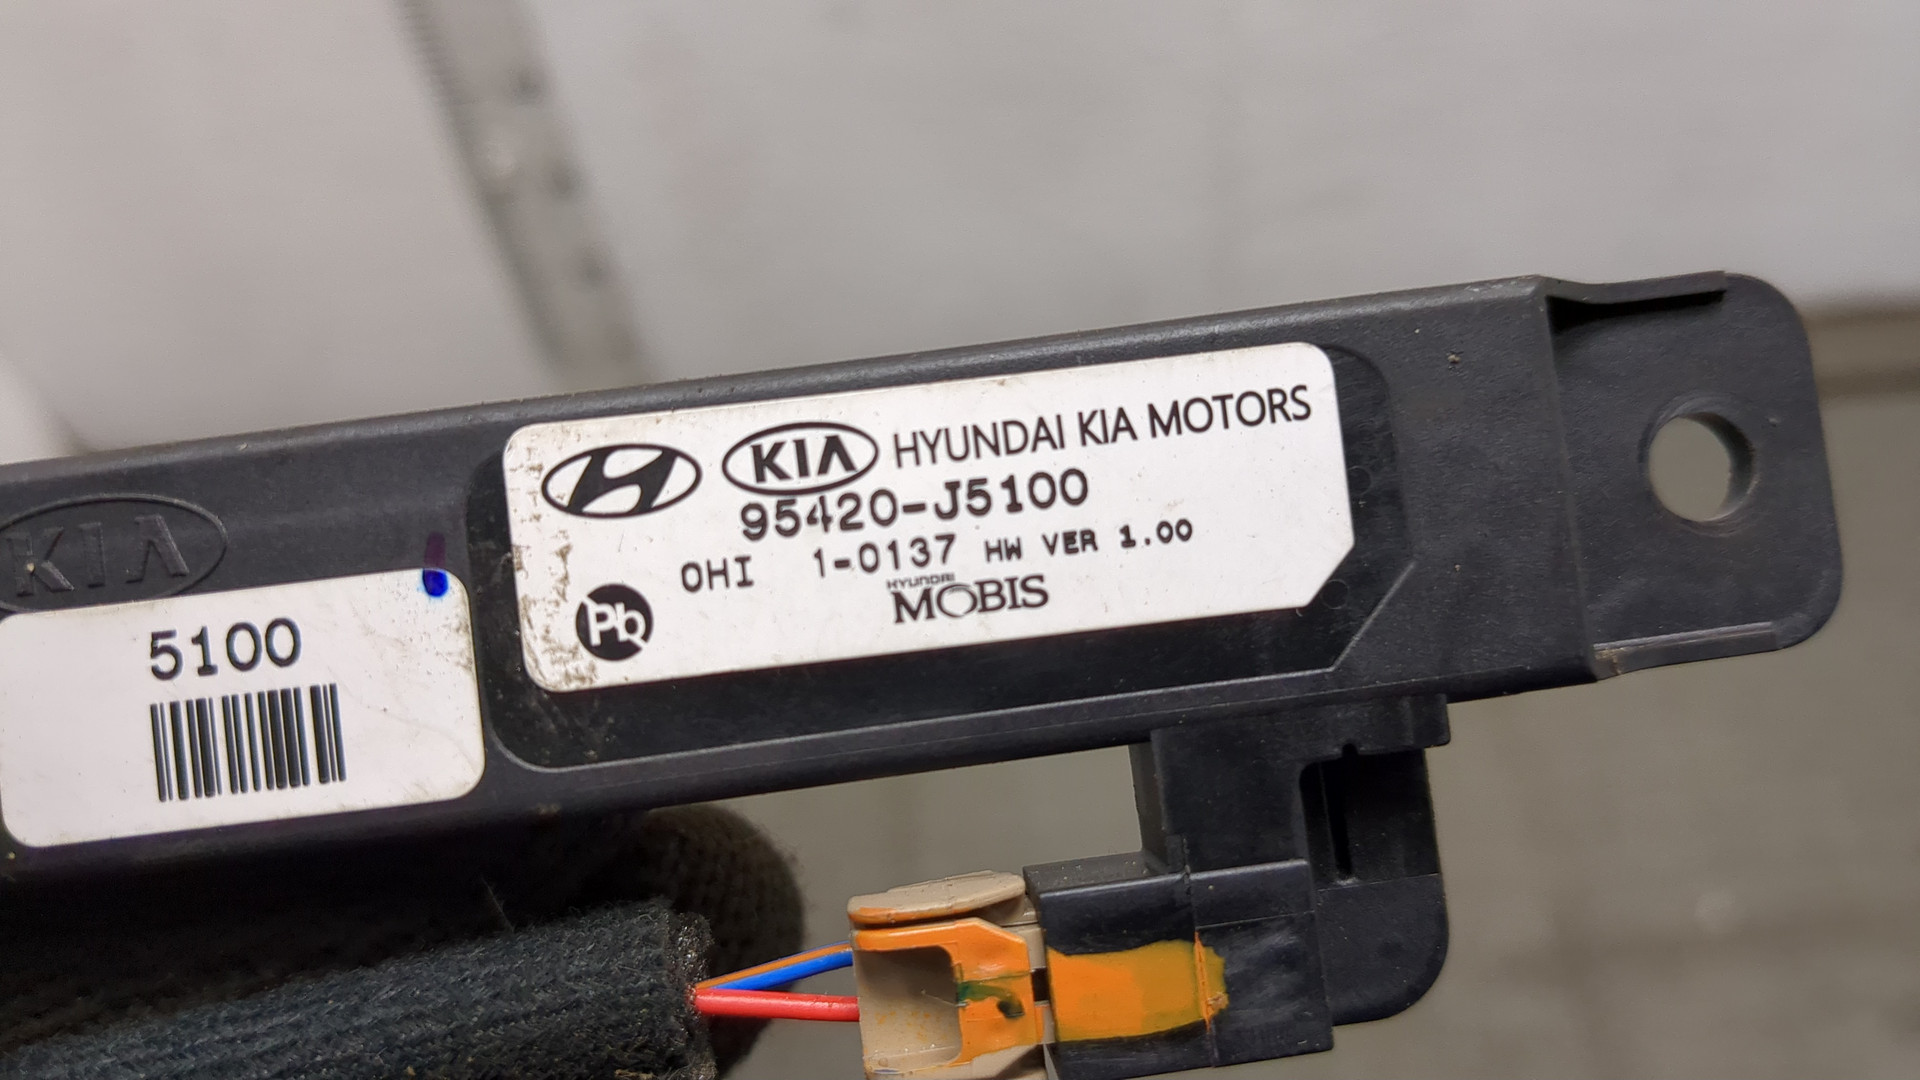 KIA HYUNDAI KIA MOTORS
95420-J5100
OHI 1-0137 HW VER 1.00
HYUNDAI
MOBIS
Pb
KIA
5100